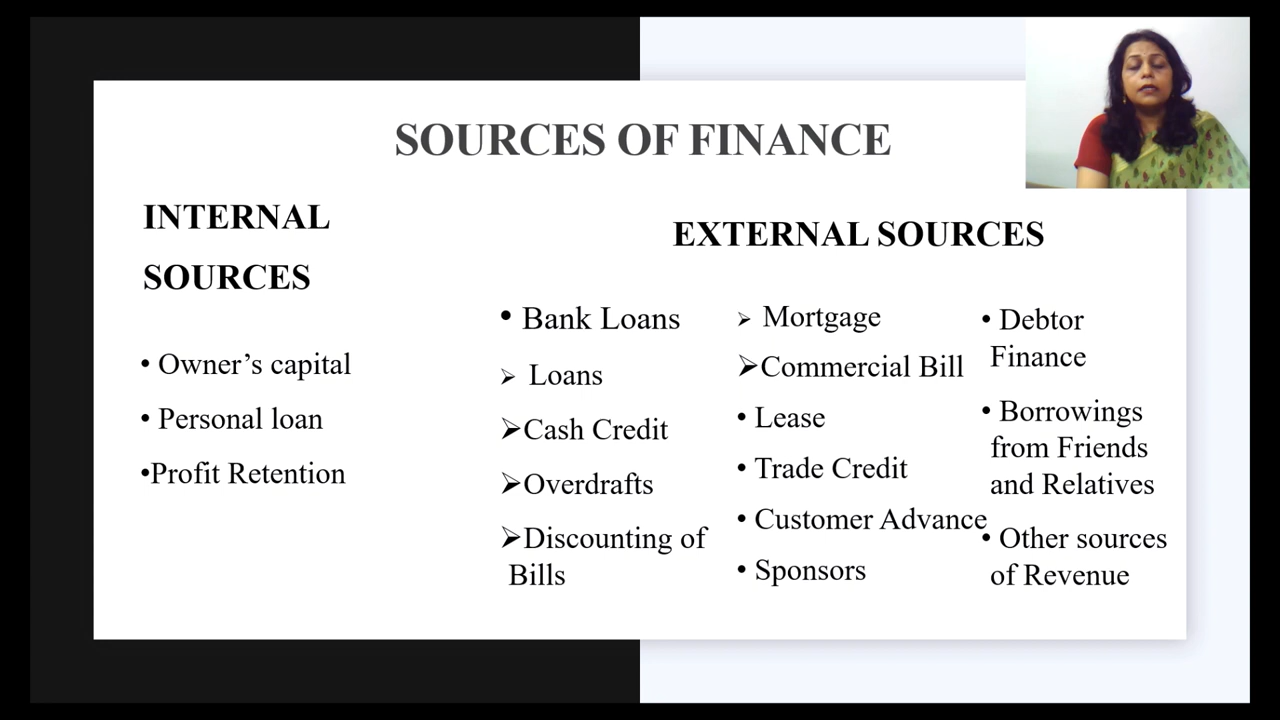 SOURCES OF FINANCE
INTERNAL
SOURCES
• Owner’s capital
• Personal loan
•Profit Retention
EXTERNAL SOURCES
• Bank Loans
➢ Loans
➢Cash Credit
➢Overdrafts
➢Discounting of
Bills
➢ Mortgage
➢Commercial Bill
• Lease
• Trade Credit
• Customer Advance
• Sponsors
• Debtor
Finance
• Borrowings
from Friends
and Relatives
• Other sources
of Revenue